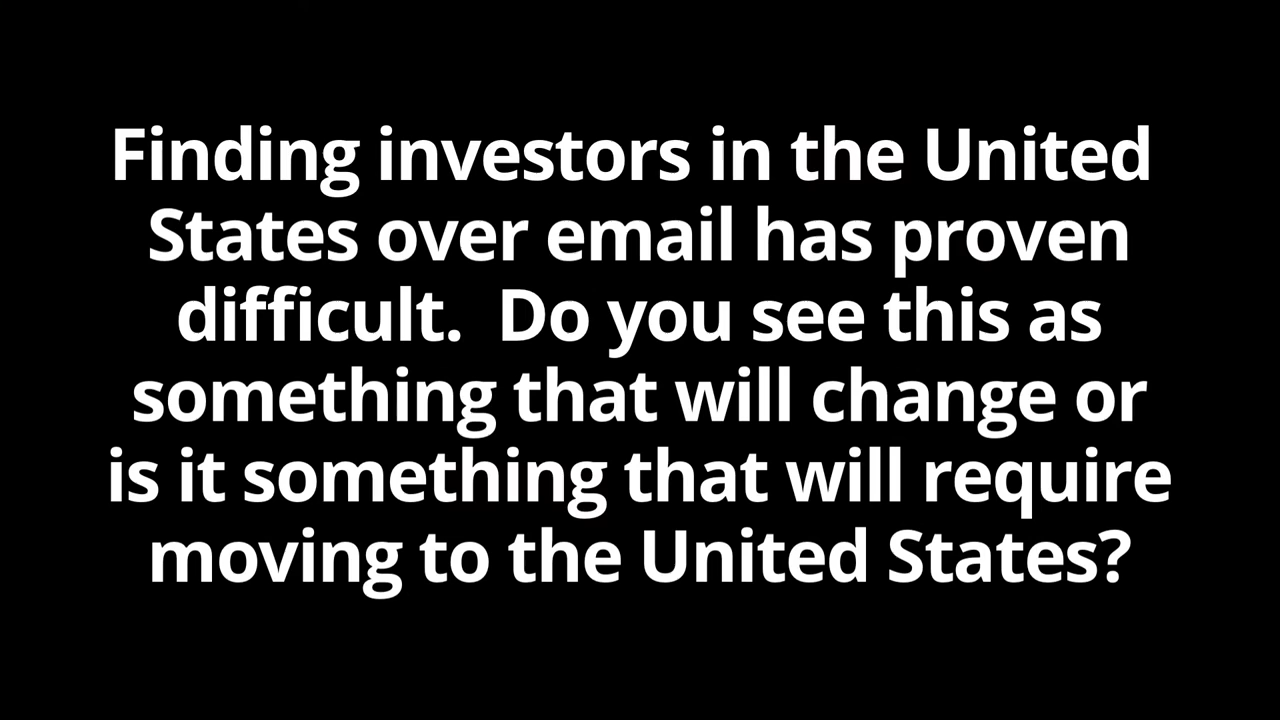 Finding investors in the United
States over email has proven
difficult.  Do you see this as
something that will change or
is it something that will require
moving to the United States?